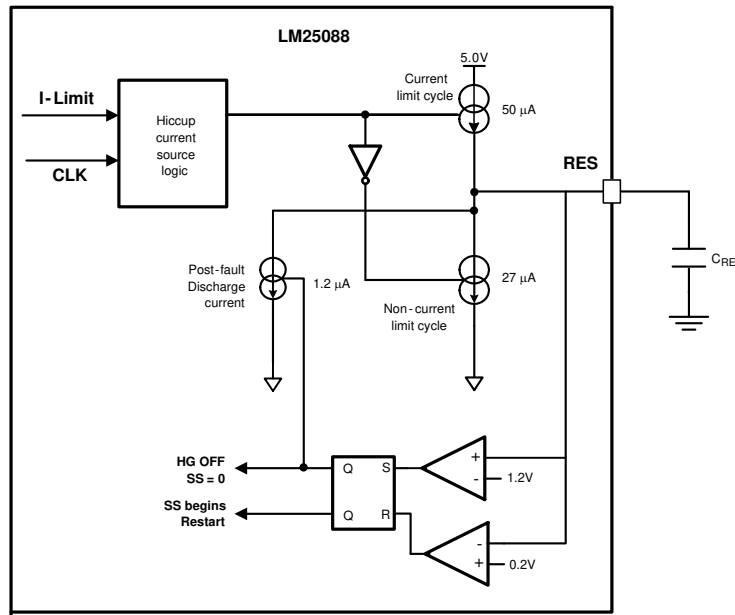 LM25088
I-Limit
CLK
Hiccup
current
source
logic
5.0V
Current
limit cycle
50 μA
RES
C_RE
Post-fault
Discharge
current
1.2 μA
27 μA
Non-current
limit cycle
HG OFF
SS = 0
SS begins
Restart
Q
S
Q
R
+
-
1.2V
-
+
0.2V